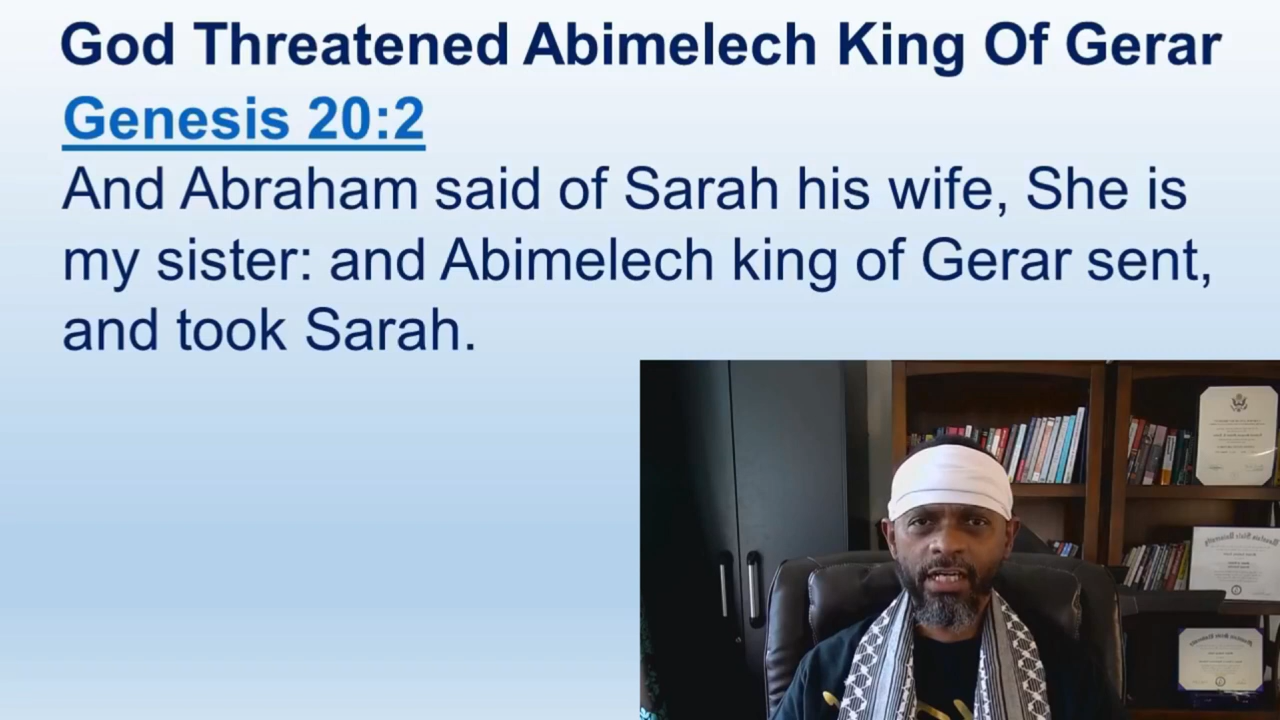 God Threatened Abimelech King Of Gerar
Genesis 20:2
And Abraham said of Sarah his wife, She is
my sister: and Abimelech king of Gerar sent,
and took Sarah.